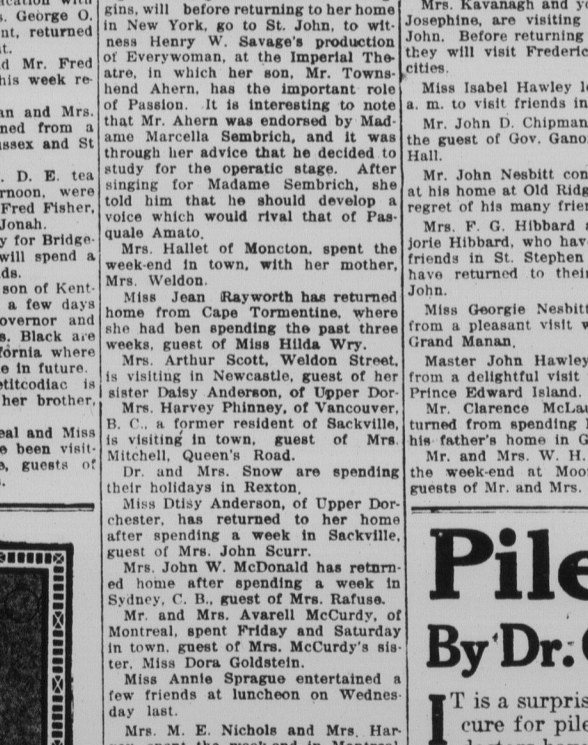 s. George O.
nt, returned
d Mr. Fred
his week re-
an and Mrs.
ned from a
ussex and St
. D. E. tea
rnoon, were
Fred Fisher,
Jonah.
y for Bridge-
will spend a
ds.
son of Kent-
a few days
overnor and
s. Black are
fornia where
e in future.
etitcodiac is
her brother,
eal and Miss
e been visit-
e, guests of
gins, will before returning to her home
in New York, go to St. John, to wit-
ness Henry W. Savage's production
of Everywoman, at the Imperial The-
atre, in which her son, Mr. Towns-
hend Ahern, has the important role
of Passion. It is interesting to note
that Mr. Ahern was endorsed by Mad-
ame Marcella Sembrich, and it was
through her advice that he decided to
study for the operatic stage. After
singing for Madame Sembrich, she
told him that he should develop a
voice which would rival that of Pas-
quale Amato.
Mrs. Hallet of Moncton, spent the
week-end in town, with her mother,
Mrs. Weldon.
Miss Jean Rayworth has returned
home from Cape Tormentine, where
she had ben spending the past three
weeks, guest of Miss Hilda Wry.
Mrs. Arthur Scott, Weldon Street,
is visiting in Newcastle, guest of her
sister Daisy Anderson, of Upper Dor-
Mrs. Harvey Phinney, of Vancouver,
B. C., a former resident of Sackville,
is visiting in town, guest of Mrs.
Mitchell, Queen's Road.
Dr. and Mrs. Snow are spending
their holidays in Rexton.
Miss Dtisy Anderson, of Upper Dor-
chester, has returned to her home
after spending a week in Sackville,
guest of Mrs. John Scurr.
Mrs. John W. McDonald has retnrn-
ed home after spending a week in
Sydney, C. B., guest of Mrs. Rafuse.
Mr. and Mrs. Avarell McCurdy, of
Montreal, spent Friday and Saturday
in town, guest of Mrs. McCurdy's sis-
ter, Miss Dora Goldstein.
Miss Annie Sprague entertained a
few friends at luncheon on Wednes-
day last.
Mrs. M. E. Nichols and Mrs. Har-
Mrs. Kavanagh and yo
Josephine, are visiting
John. Before returning
they will visit Frederic
cities.
Miss Isabel Hawley le
a. m. to visit friends in
Mr. John D. Chipman
the guest of Gov. Gano
Hall.
Mr. John Nesbitt con
at his home at Old Ridg
regret of his many frien
Mrs. F. G. Hibbard a
jorie Hibbard, who hav
friends in St. Stephen
have returned to thei
John.
Miss Georgie Nesbitt
from a pleasant visit w
Grand Manan.
Master John Hawley
from a delightful visit
Prince Edward Island.
Mr. Clarence McLau
turned from spending
his father's home in G
Mr. and Mrs. W. H.
the week-end at Moo
guests of Mr. and Mrs.
Pile
By Dr.
IT is a surpris
cure for pile